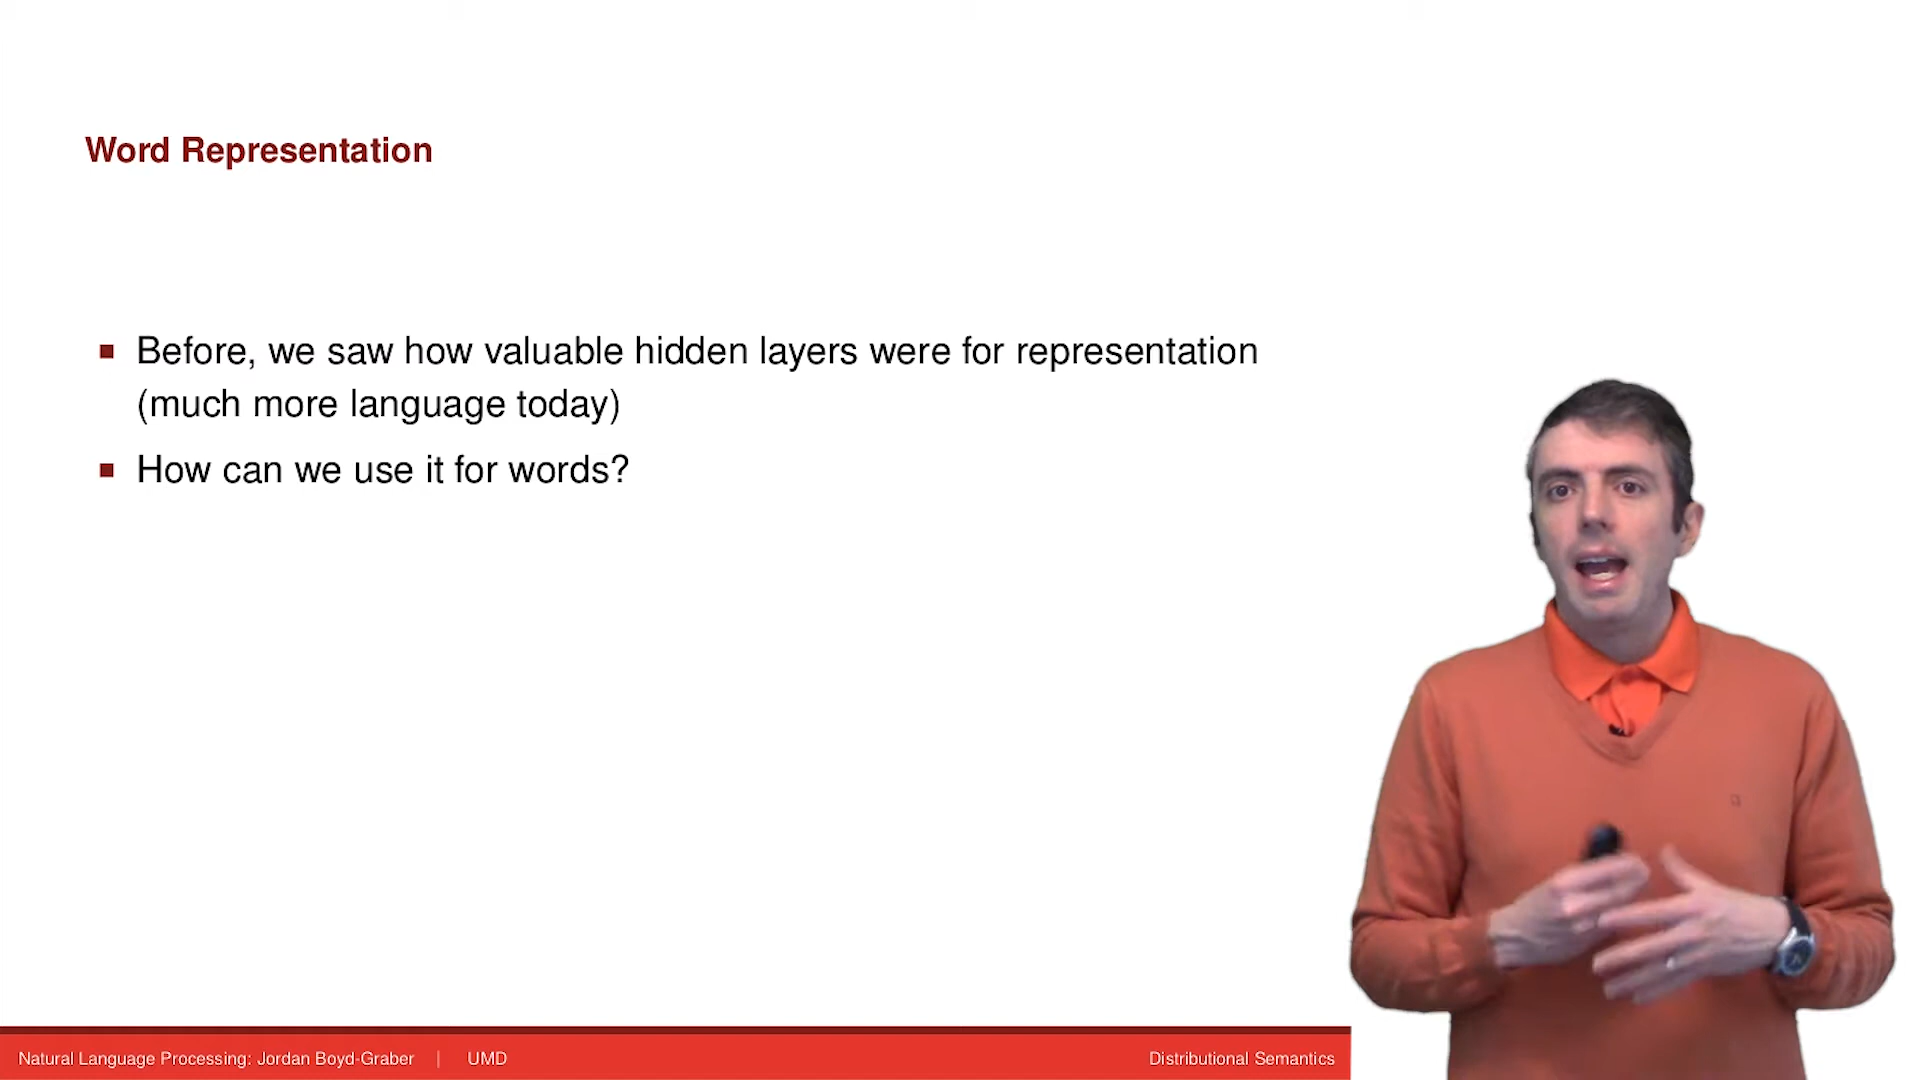 Word Representation
Before, we saw how valuable hidden layers were for representation
(much more language today)
How can we use it for words?
Natural Language Processing: Jordan Boyd-Graber | UMD
Distributional Semantics